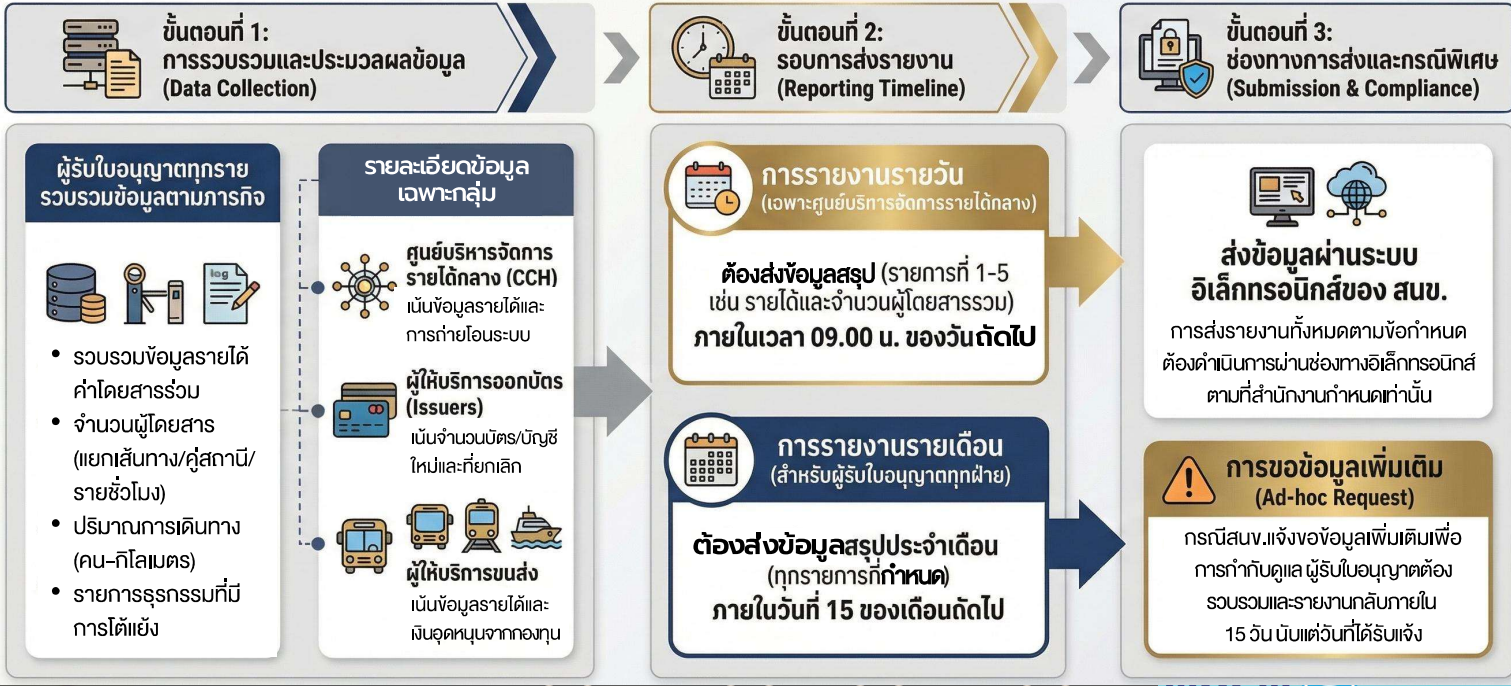 ขั้นตอนที่ 1:
การรวบรวมและประมวลผลข้อมูล
(Data Collection)
ขั้นตอนที่ 2:
รอบการส่งรายงาน
(Reporting Timeline)
ขั้นตอนที่ 3:
ช่องทางการส่งและกรณีพิเศษ
(Submission & Compliance)
ผู้รับใบอนุญาตทุกราย
รวบรวมข้อมูลตามภารกิจ
log
• รวบรวมข้อมูลรายได้
ค่าโดยสารร่วม
• จำนวนผู้โดยสาร
(แยกเส้นทาง/คู่สถานี/
รายชั่วโมง)
• ปริมาณการเดินทาง
(คน-กิโลเมตร)
• รายการธุรกรรมที่มี
การโต้แย้ง
รายละเอียดข้อมูล
เฉพาะกลุ่ม
ศูนย์บริหารจัดการ
รายได้กลาง (CCH)
เน้นข้อมูลรายได้และ
การถ่ายโอนระบบ
ผู้ให้บริการออกบัตร
(Issuers)
เน้นจำนวนบัตร/บัญชี
ใหม่และที่ยกเลิก
ผู้ให้บริการขนส่ง
เน้นข้อมูลรายได้และ
เงินอุดหนุนจากกองทุน
การรายงานรายวัน
(เฉพาะศูนย์บริการจัดการรายได้กลาง)
ต้องส่งข้อมูลสรุป (รายการที่ 1-5
เช่น รายได้และจำนวนผู้โดยสารรวม)
ภายในเวลา 09.00 น. ของวันถัดไป
การรายงานรายเดือน
(สำหรับผู้รับใบอนุญาตทุกฝ่าย)
ต้องส่งข้อมูลสรุปประจำเดือน
(ทุกรายการที่กำหนด)
ภายในวันที่ 15 ของเดือนถัดไป
ส่งข้อมูลผ่านระบบ
อิเล็กทรอนิกส์ของ สนข.
การส่งรายงานทั้งหมดตามข้อกำหนด
ต้องดำเนินการผ่านช่องทางอิเล็กทรอนิกส์
ตามที่สำนักงานกำหนดเท่านั้น
การขอข้อมูลเพิ่มเติม
(Ad-hoc Request)
กรณีสนข.แจ้งขอข้อมูลเพิ่มเติมเพื่อ
การกำกับดูแล ผู้รับใบอนุญาตต้อง
รวบรวมและรายงานกลับภายใน
15 วัน นับแต่วันที่ได้รับแจ้ง